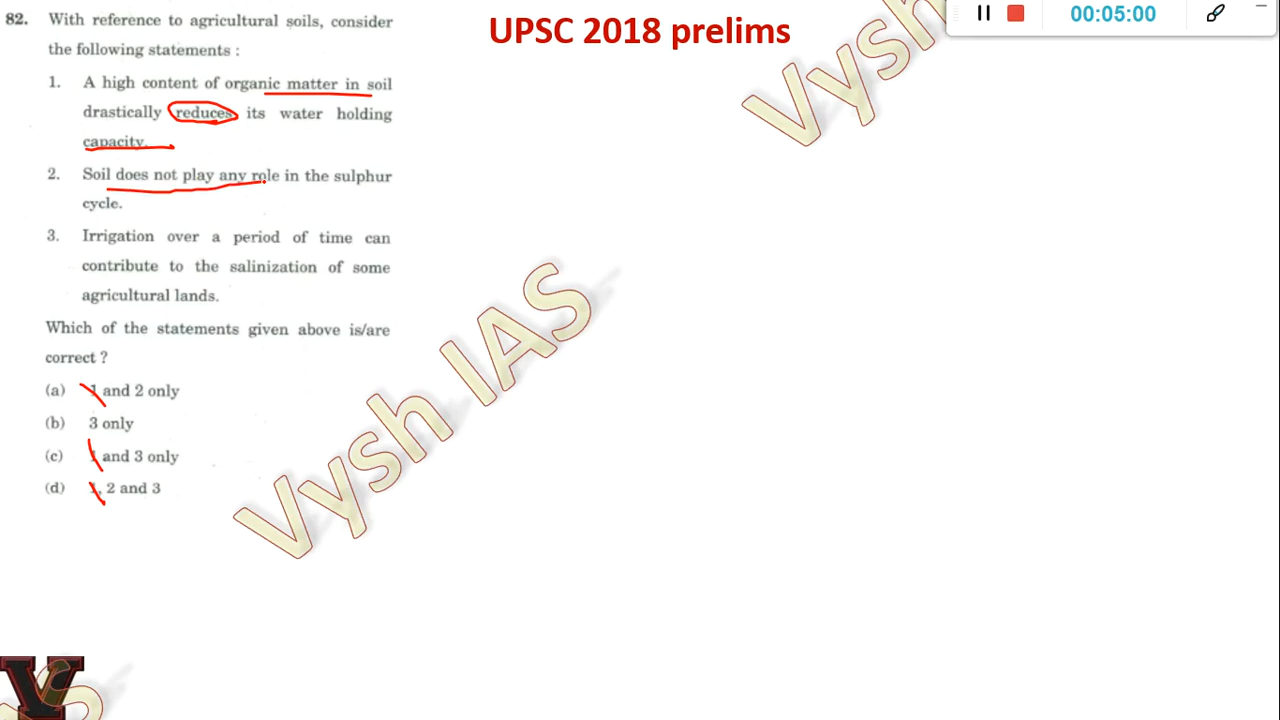 UPSC 2018 prelims
00:05:00
82. With reference to agricultural soils, consider
the following statements :
1. A high content of organic matter in soil
drastically reduces its water holding
capacity.
2. Soil does not play any role in the sulphur
cycle.
3. Irrigation over a period of time can
contribute to the salinization of some
agricultural lands.
Which of the statements given above is/are
correct ?
(a) 1 and 2 only
(b) 3 only
(c) 1 and 3 only
(d) 1, 2 and 3
Vysh IAS
Vysh
V
S